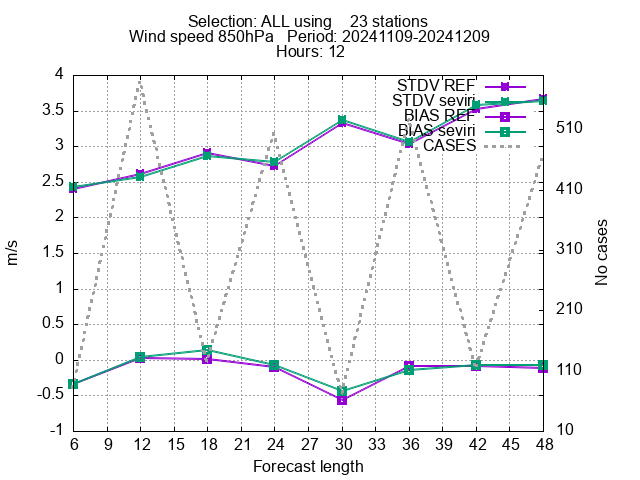 Selection: ALL using 23 stations
Wind speed 850hPa Period: 20241109-20241209
Hours: 12
STDV REF
STDV seviri
BIAS REF
BIAS seviri
CASES
4
3.5
3
2.5
2
1.5
1
0.5
0
-0.5
-1
m/s
510
410
310
210
110
10
No cases
6 9 12 15 18 21 24 27 30 33 36 39 42 45 48
Forecast length